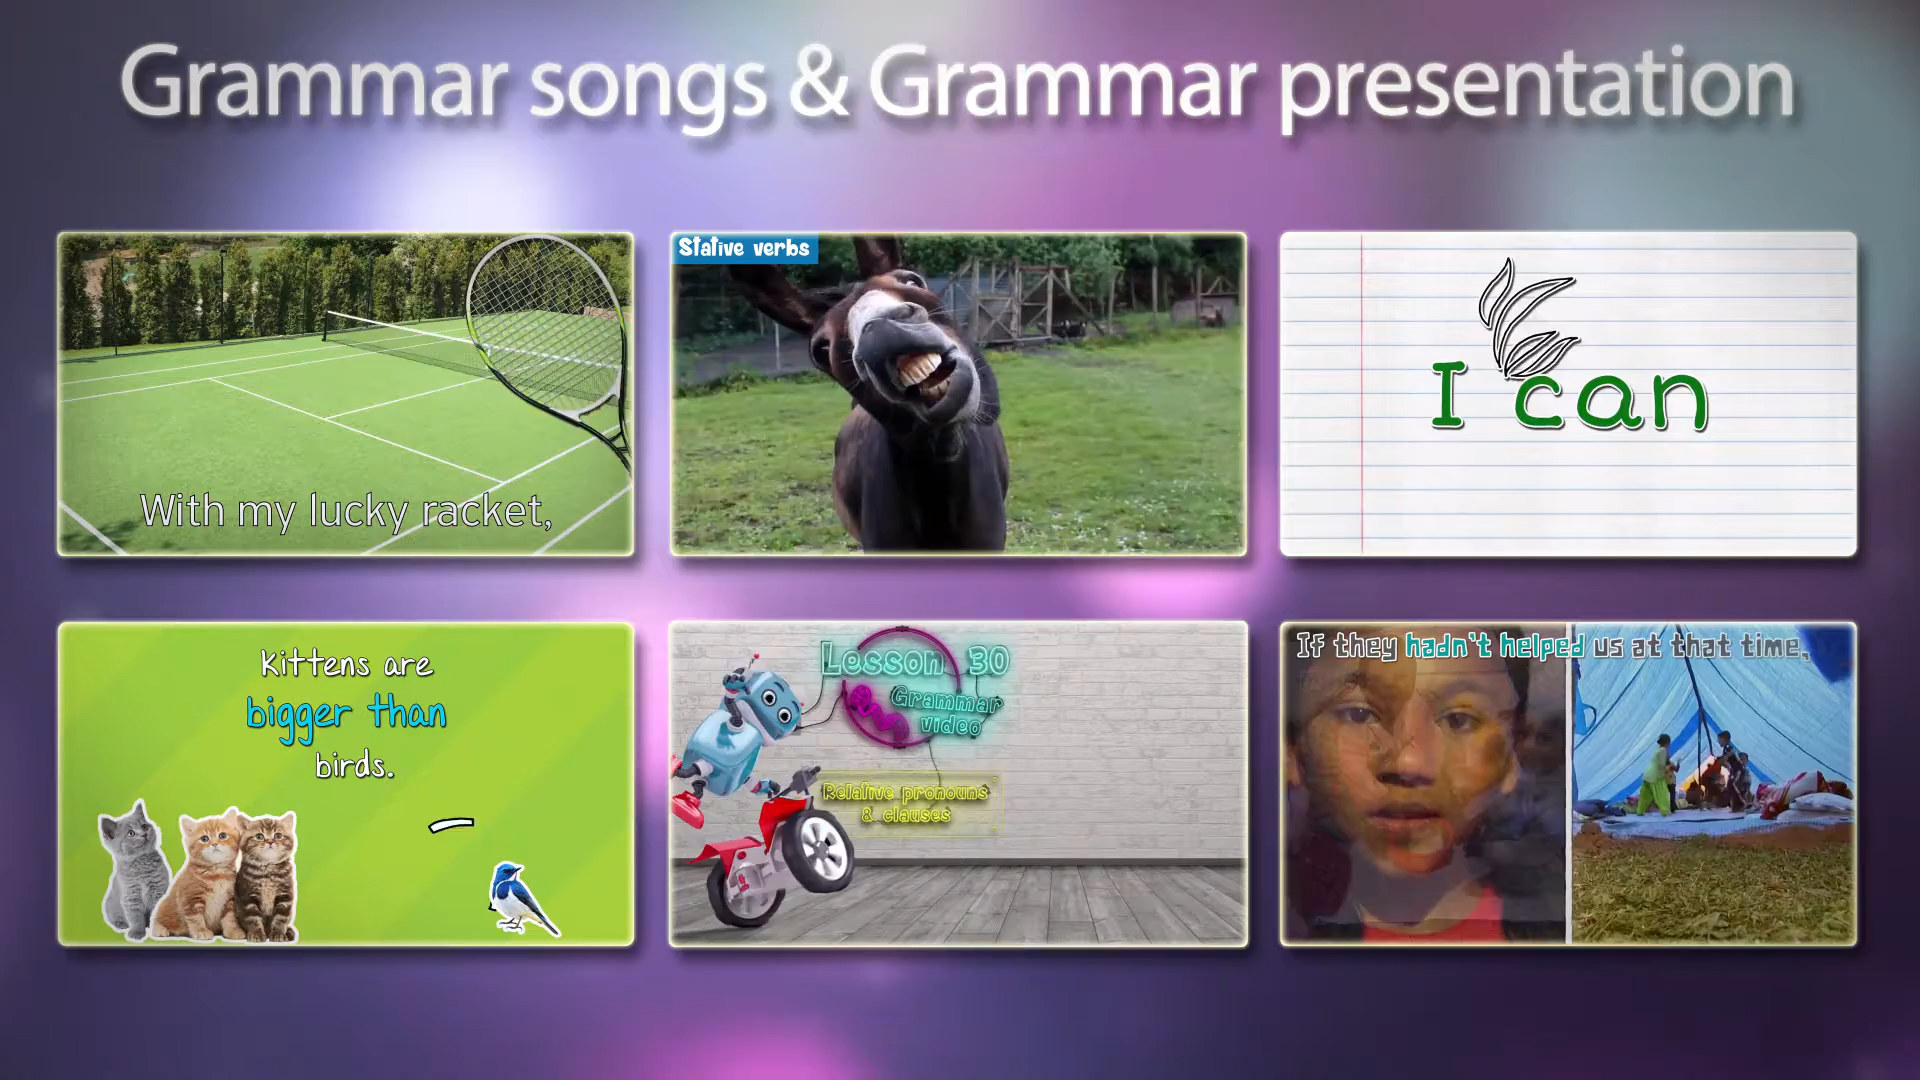 Grammar songs & Grammar presentation
With my lucky racket,
Stative verbs
I can
Kittens are
bigger than
birds.
Lesson 30
Grammar
video
Relative pronouns
& clauses
If they hadn't helped us at that time,